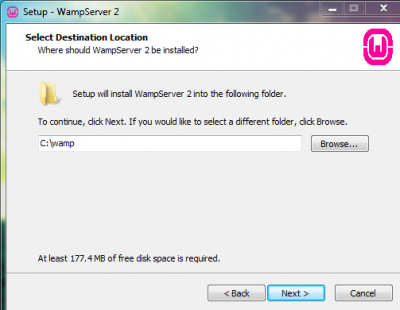 Setup - WampServer 2
Select Destination Location
Where should WampServer 2 be installed?
W
Setup will install WampServer 2 into the following folder.
To continue, click Next. If you would like to select a different folder, click Browse.
C:\wamp
Browse...
At least 177.4 MB of free disk space is required.
< Back
Next >
Cancel